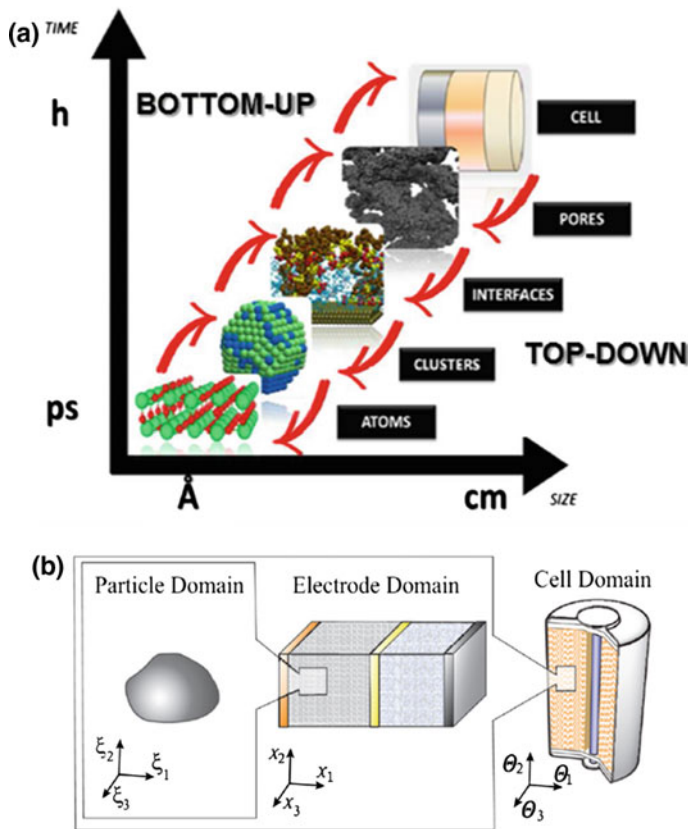 (a) TIME
h
BOTTOM-UP
CELL
PORES
INTERFACES
TOP-DOWN
CLUSTERS
ps
ATOMS
Å
cm
SIZE
(b)
Particle Domain
Electrode Domain
Cell Domain
ξ2
ξ1
ξ3
x2
x1
x3
Θ2
Θ1
Θ3